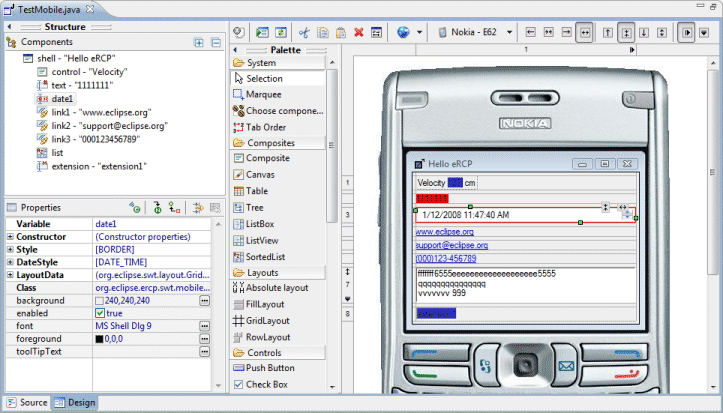 TestMobile.java
Structure
Components
shell - "Hello eRCP"
control - "Velocity"
text - "1111111"
date1
link1 - "www.eclipse.org"
link2 - "support@eclipse.org"
link3 - "000123456789"
list
extension - "extension1"
Properties
Variable date1
Constructor (Constructor properties)
Style [BORDER]
DateStyle [DATE_TIME]
LayoutData (org.eclipse.swt.layout.Grid...
Class org.eclipse.ercp.swt.mobile...
background 240,240,240
enabled true
font MS Shell Dlg 9
foreground 0,0,0
toolTipText
Source Design
Palette
System
Selection
Marquee
Choose compone...
Tab Order
Composites
Composite
Canvas
Table
Tree
ListBox
ListView
SortedList
Layouts
Absolute layout
FillLayout
GridLayout
RowLayout
Controls
Push Button
Check Box
Nokia - E62
1
1
3
7
8
NOKIA
Hello eRCP
Velocity cm
1/12/2008 11:47:40 AM
www.eclipse.org
support@eclipse.org
(000)123-456789
vvvvvvv 999